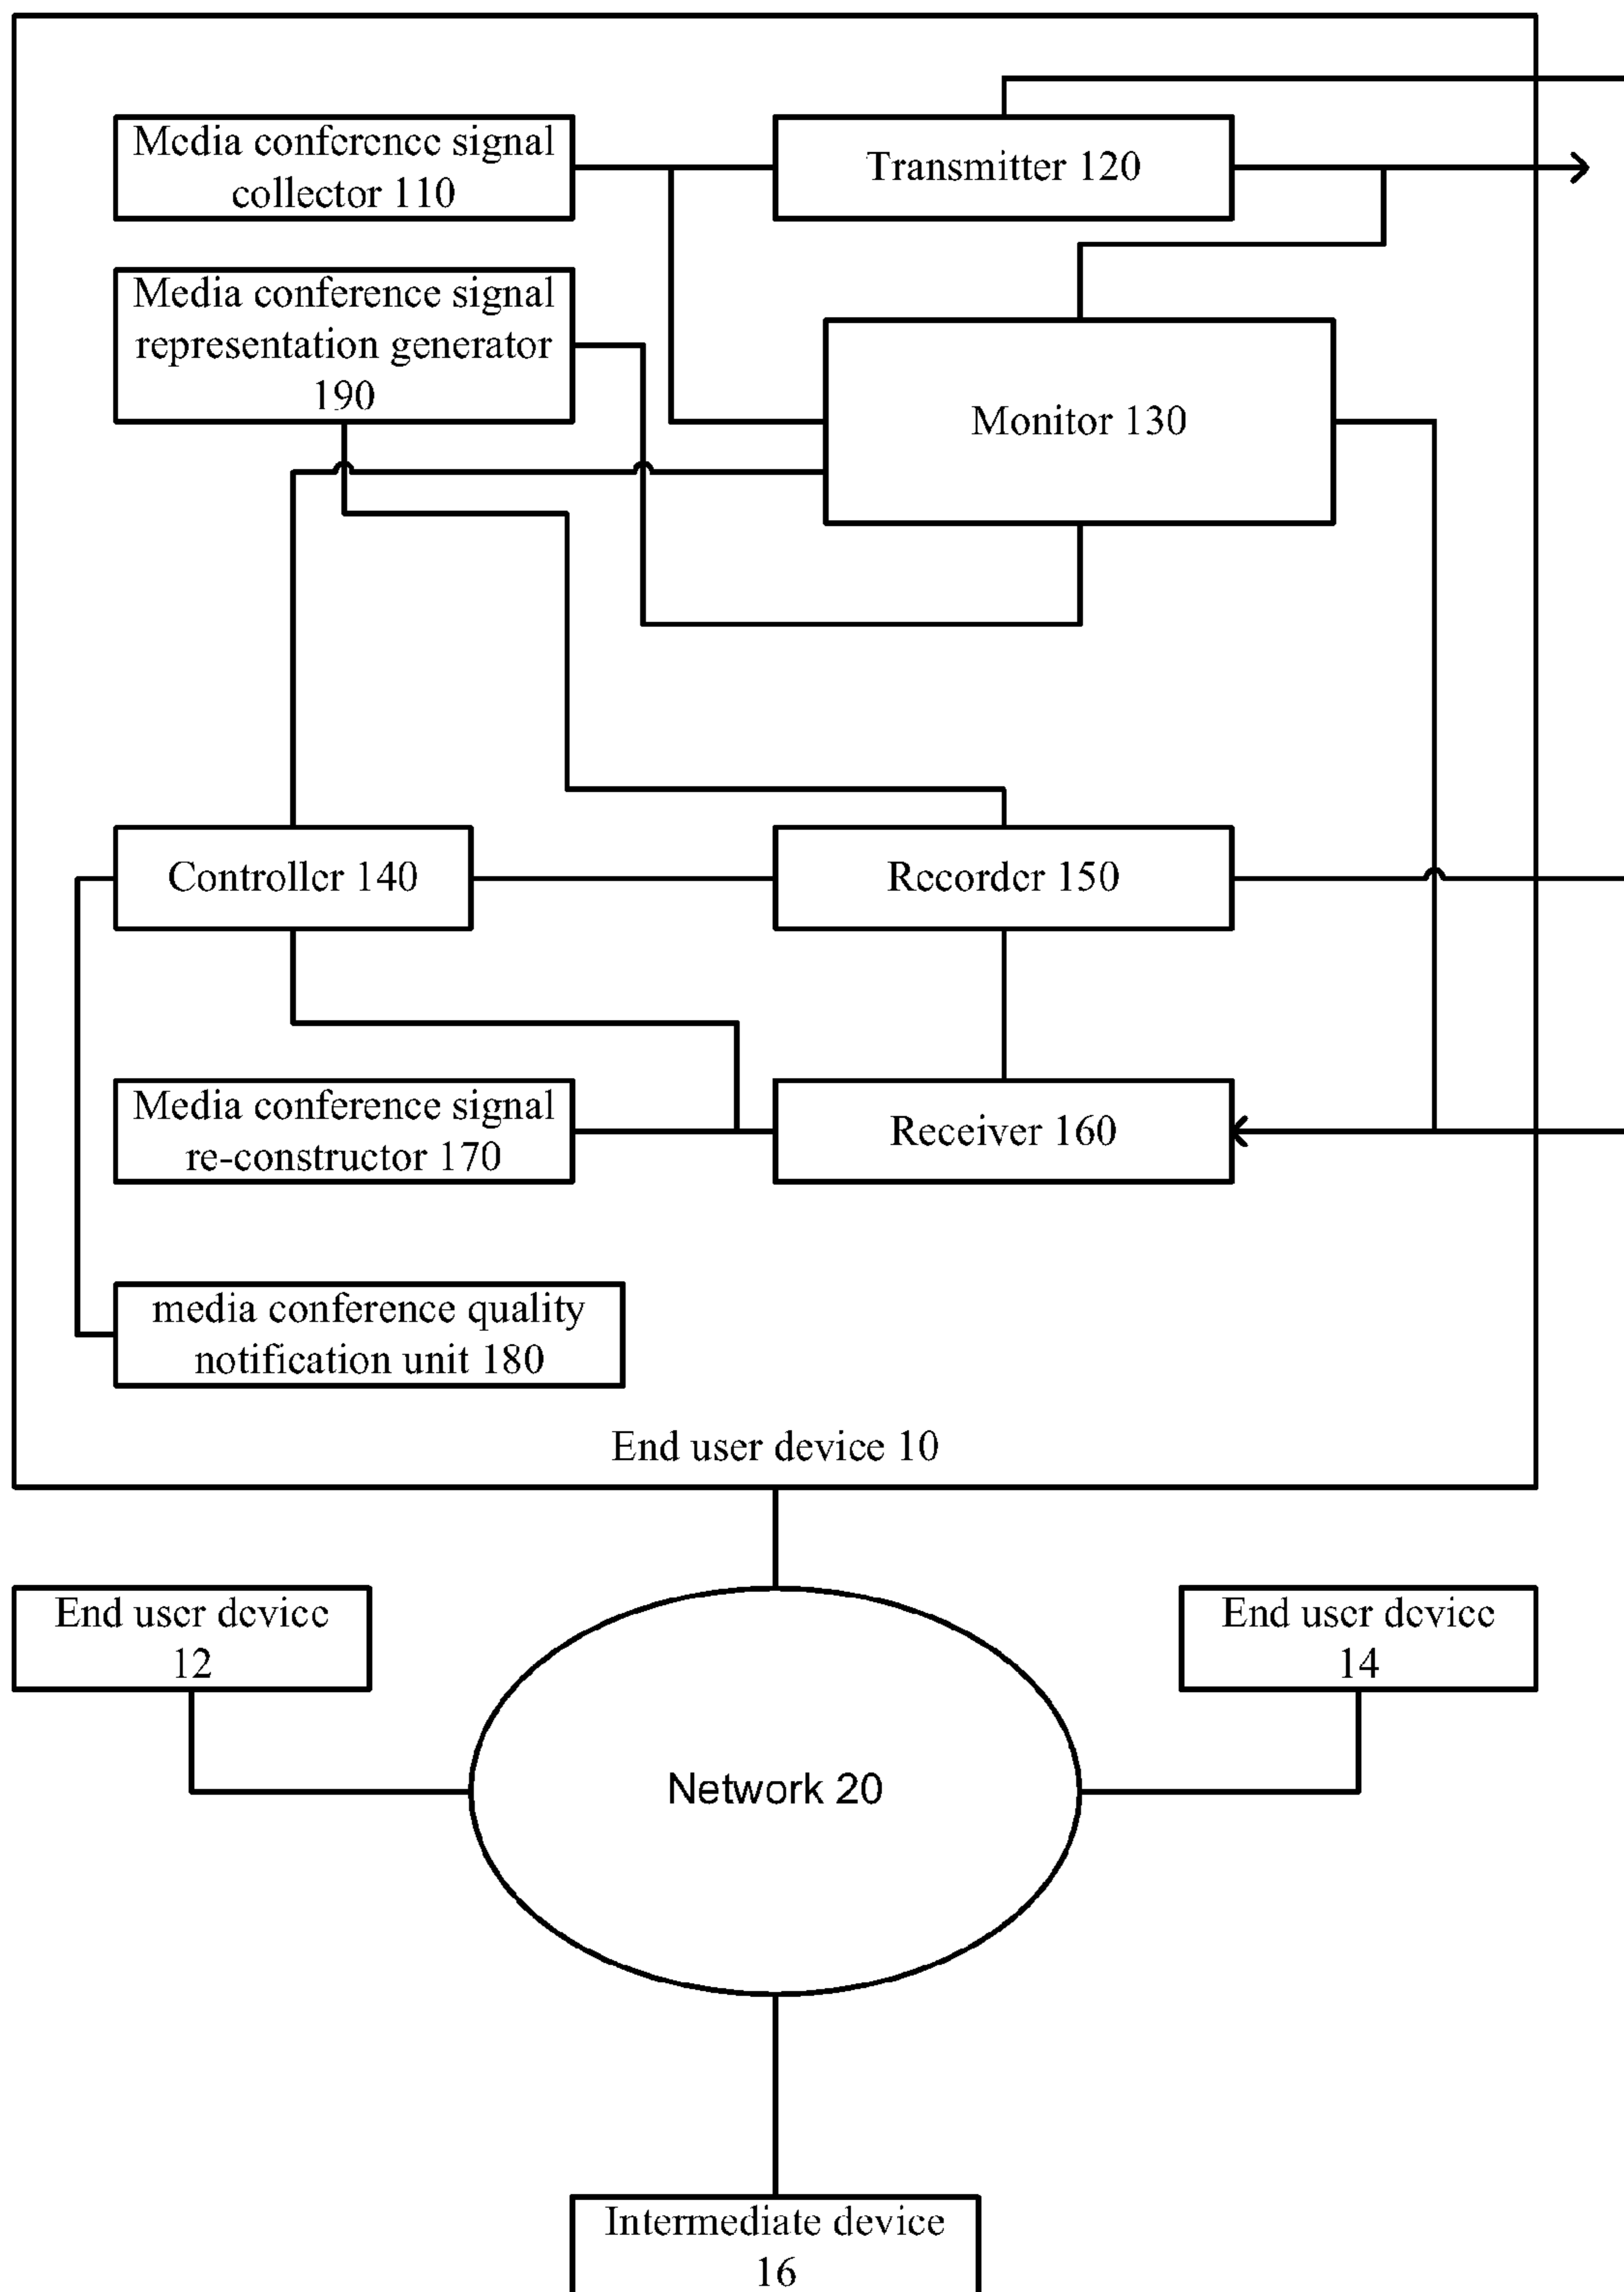 Media conference signal
collector 110
Transmitter 120
Media conference signal
representation generator
190
Monitor 130
Controller 140
Recorder 150
Media conference signal
re-constructor 170
Receiver 160
media conference quality
notification unit 180
End user device 10
End user device
12
End user device
14
Network 20
Intermediate device
16